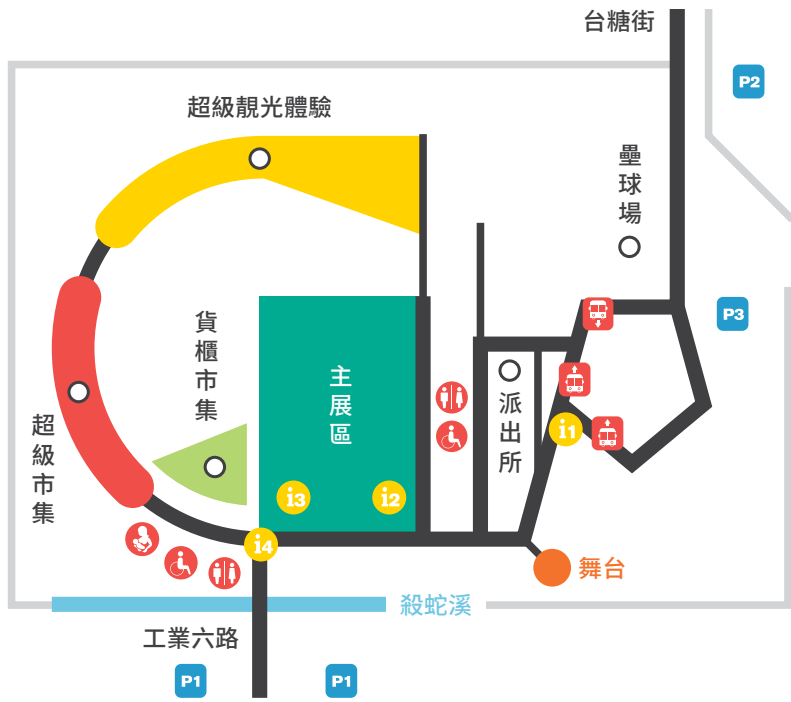 台糖街
P2
超級靚光體驗
壘球場
P3
貨櫃市集
主展區
派出所
i1
超級市集
i3
i2
i4
舞台
殺蛇溪
工業六路
P1
P1